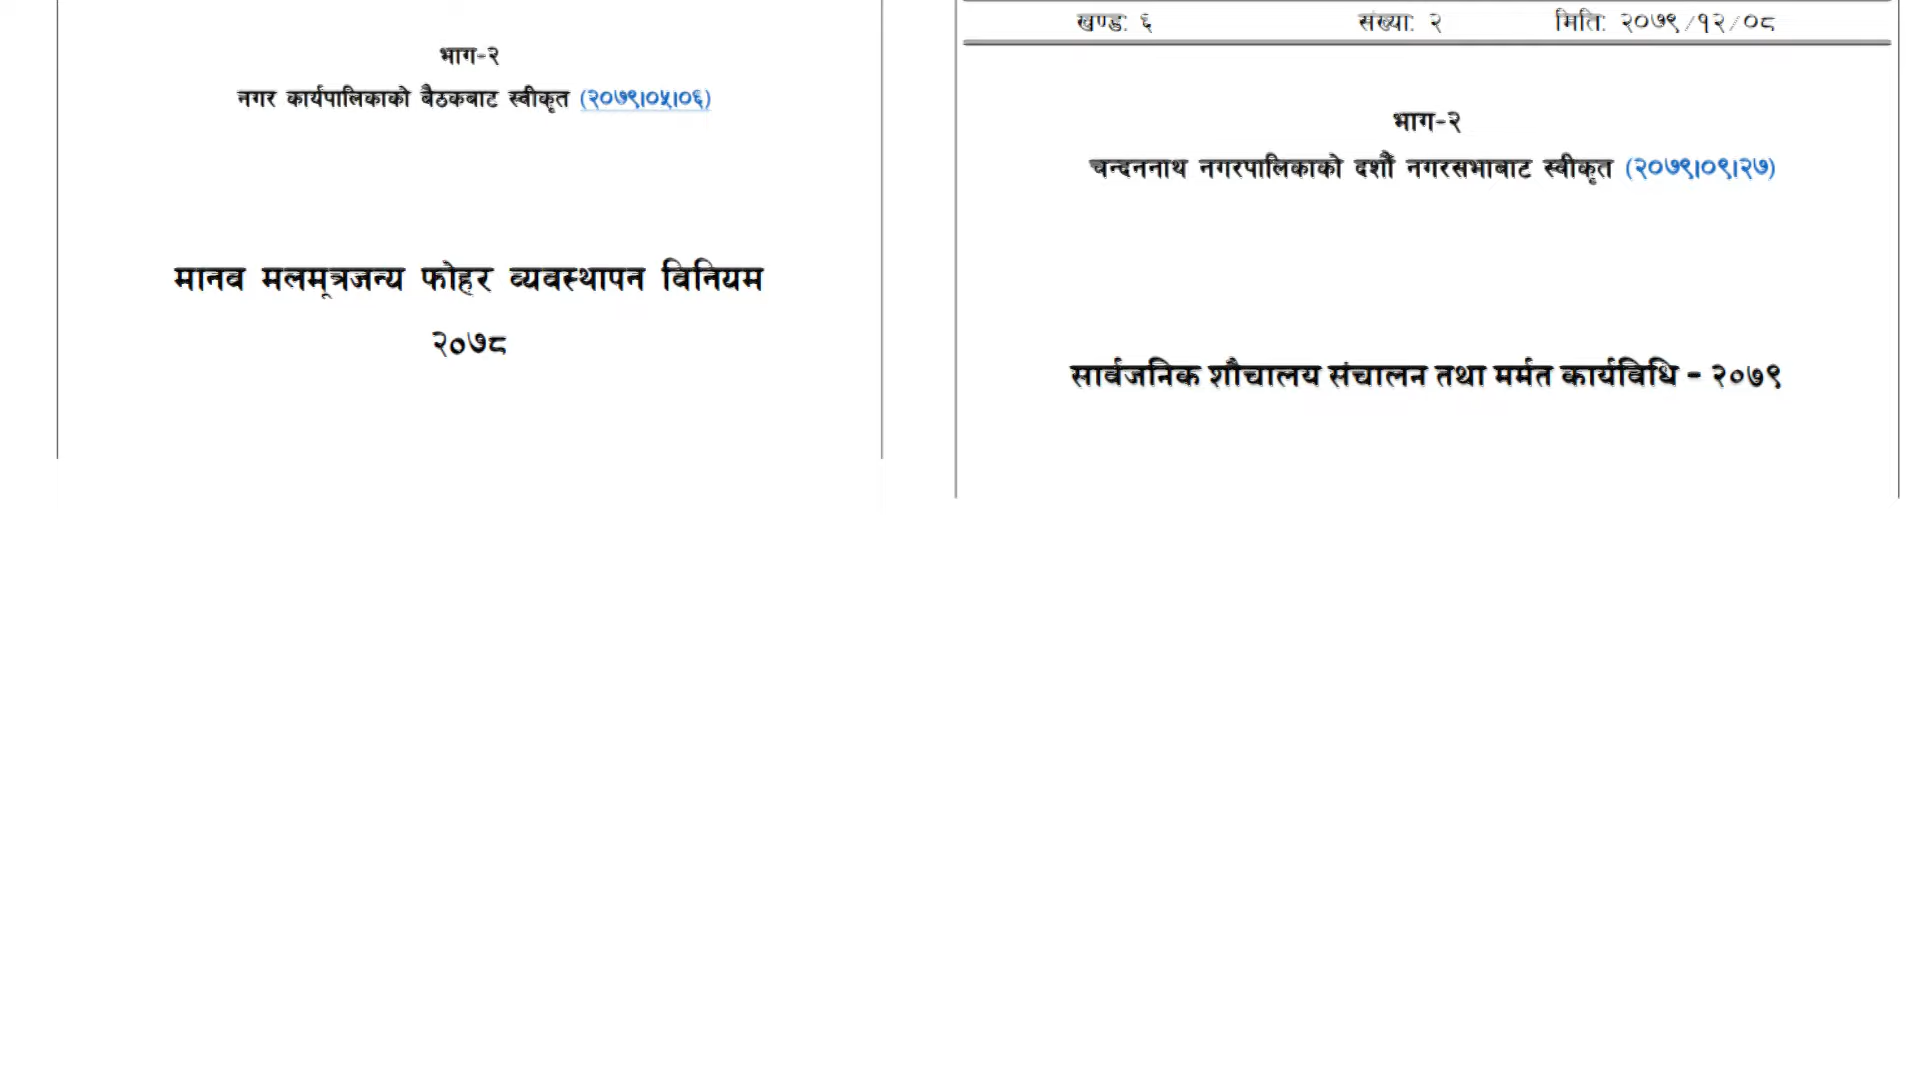 भाग-२
नगर कार्यपालिकाको बैठकबाट स्वीकृत (२०७९।०५।०६)
मानव मलमूत्रजन्य फोहर व्यवस्थापन विनियम
२०७८
खण्ड: ६ संख्या: २ मिति: २०७९/१२/०८
भाग-२
चन्दननाथ नगरपालिकाको दशौं नगरसभाबाट स्वीकृत (२०७९।०९।२७)
सार्वजनिक शौचालय संचालन तथा मर्मत कार्यविधि - २०७९